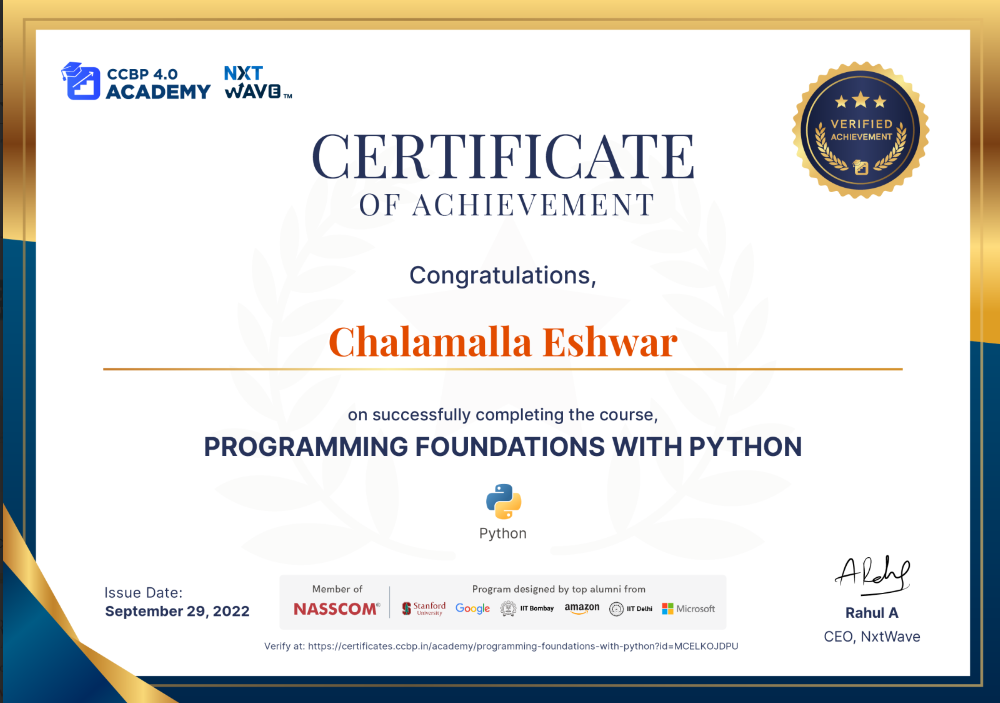 CCBP 4.0
ACADEMY
NXT
WAVE™
VERIFIED
ACHIEVEMENT
CERTIFICATE
OF ACHIEVEMENT
Congratulations,
Chalamalla Eshwar
on successfully completing the course,
PROGRAMMING FOUNDATIONS WITH PYTHON
Python
Issue Date:
September 29, 2022
Member of
NASSCOM®
Program designed by top alumni from
Stanford University Google IIT Bombay amazon IIT Delhi Microsoft
Verify at: https://certificates.ccbp.in/academy/programming-foundations-with-python?id=MCELKOJDPU
Rahul A
CEO, NxtWave